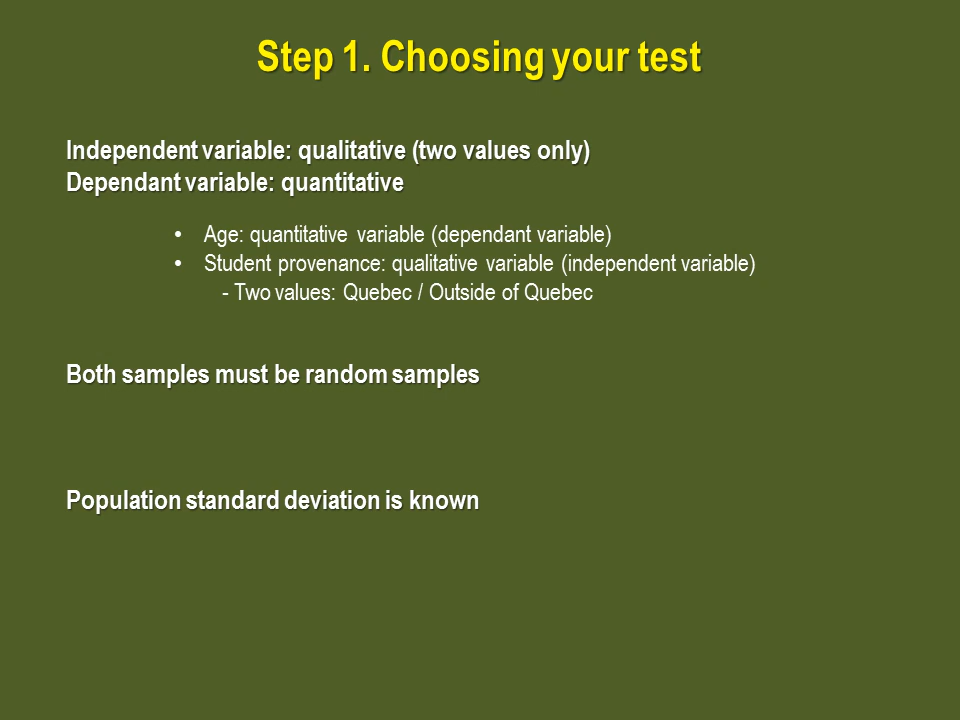 Step 1. Choosing your test
Independent variable: qualitative (two values only)
Dependant variable: quantitative
• Age: quantitative variable (dependant variable)
• Student provenance: qualitative variable (independent variable)
- Two values: Quebec / Outside of Quebec
Both samples must be random samples
Population standard deviation is known